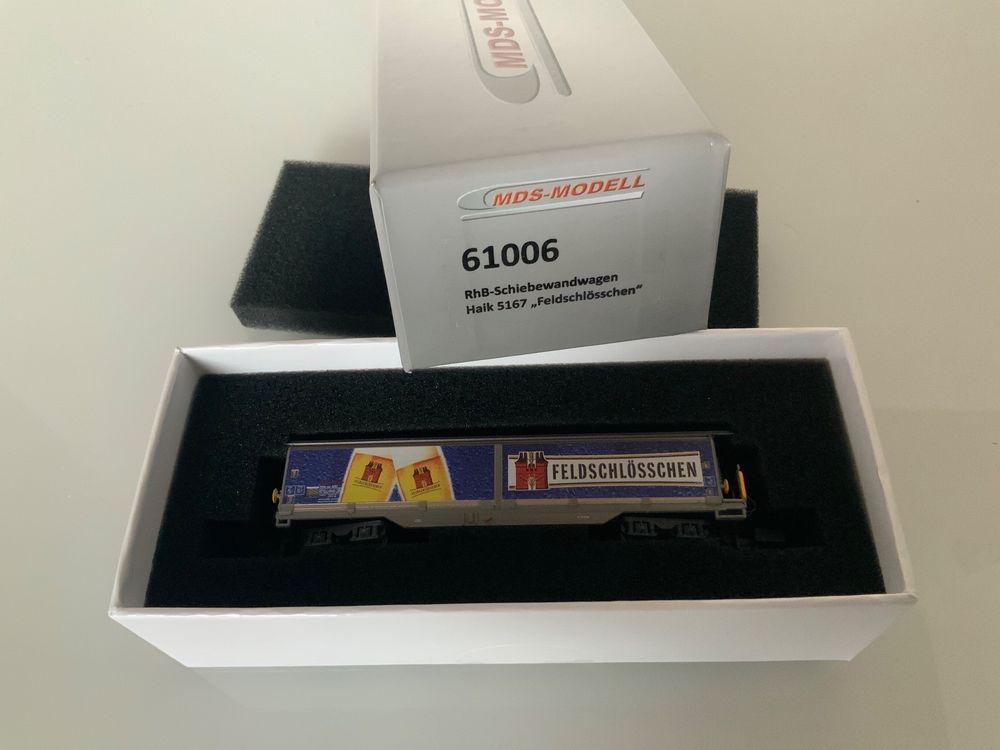 MDS-MO
MDS-MODELL
61006
RhB-Schiebewandwagen
Haik 5167 „Feldschlösschen“
FELDSCHLÖSSCHEN